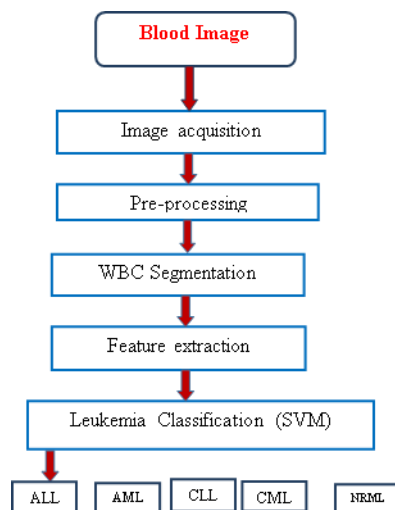 Blood Image
Image acquisition
Pre-processing
WBC Segmentation
Feature extraction
Leukemia Classification (SVM)
ALL AML CLL CML NRML